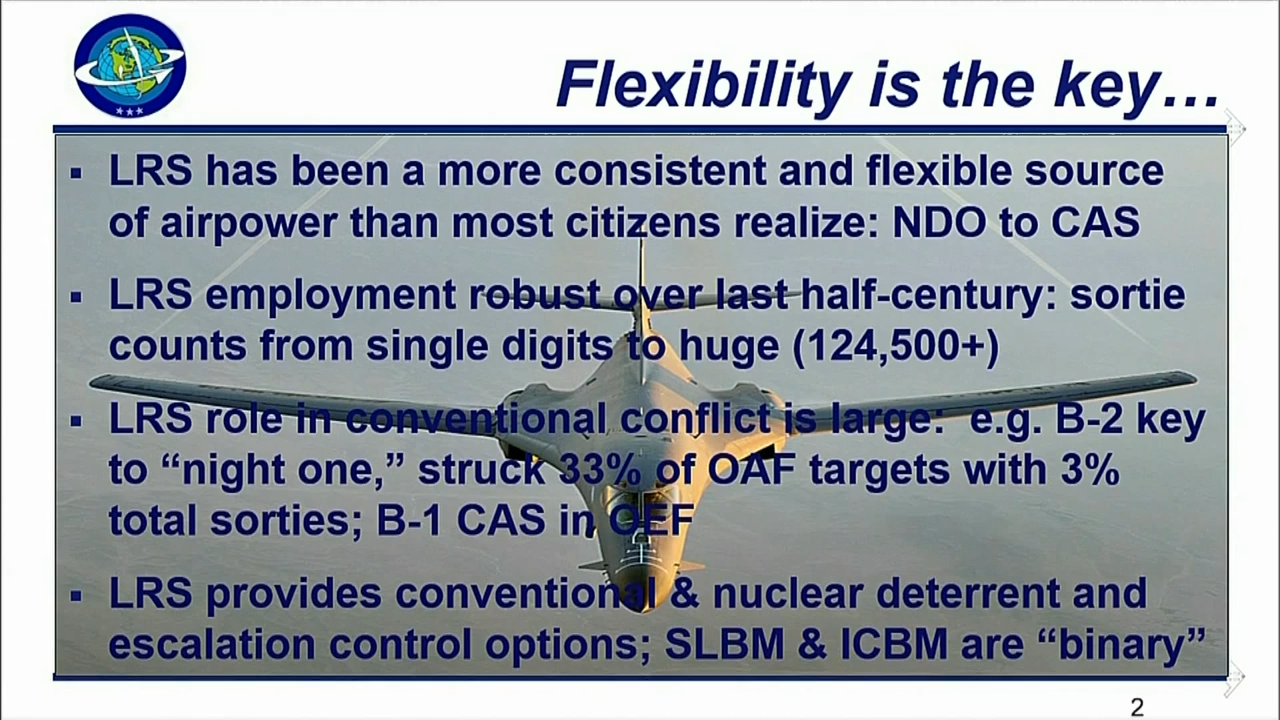 Flexibility is the key…
▪ LRS has been a more consistent and flexible source
of airpower than most citizens realize: NDO to CAS
▪ LRS employment robust over last half-century: sortie
counts from single digits to huge (124,500+)
▪ LRS role in conventional conflict is large:  e.g. B-2 key
to “night one,” struck 33% of OAF targets with 3%
total sorties; B-1 CAS in OEF
▪ LRS provides conventional & nuclear deterrent and
escalation control options; SLBM & ICBM are “binary”
2